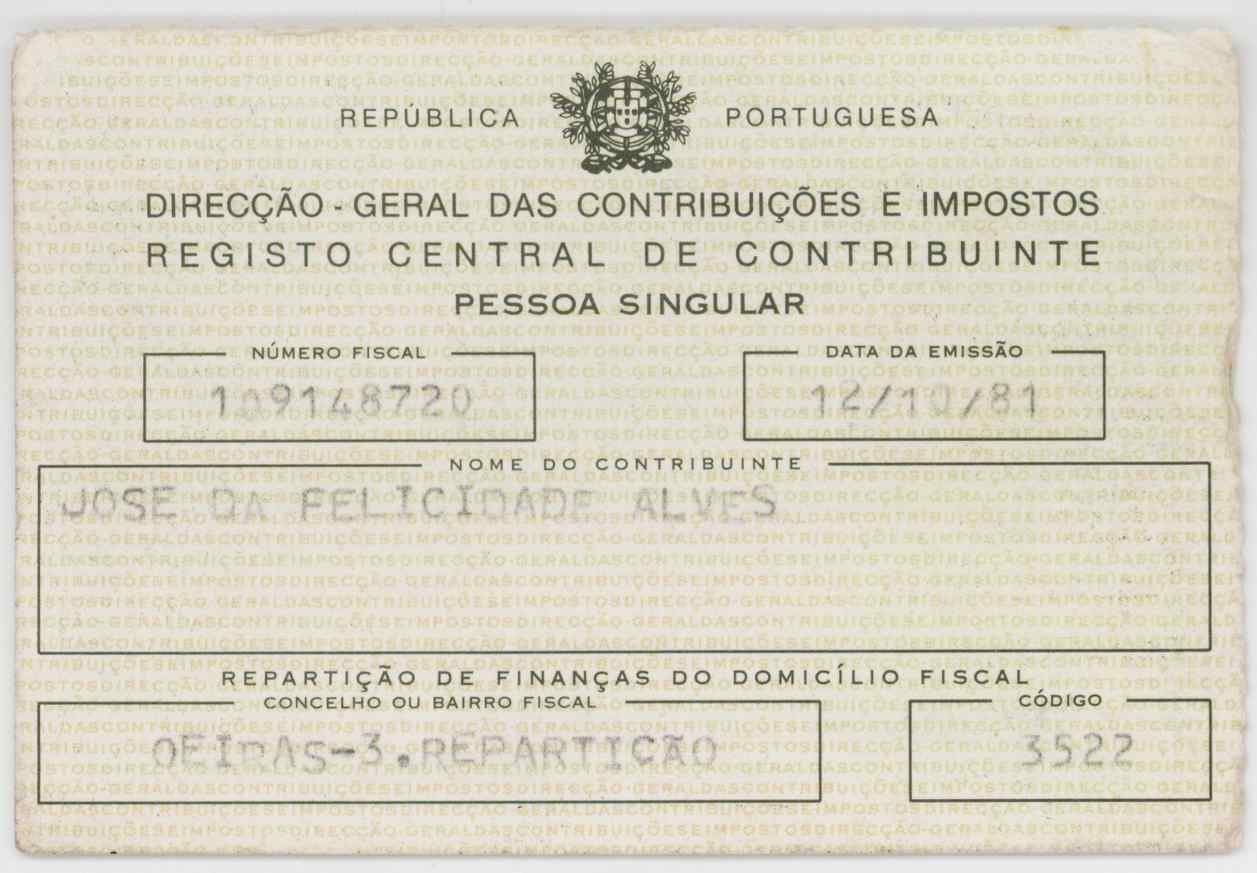 REPÚBLICA PORTUGUESA
DIRECÇÃO-GERAL DAS CONTRIBUIÇÕES E IMPOSTOS
REGISTO CENTRAL DE CONTRIBUINTE
PESSOA SINGULAR
NÚMERO FISCAL DATA DA EMISSÃO
109148720 12/10/81
NOME DO CONTRIBUINTE
JOSE DA FELICIDADE ALVES
REPARTIÇÃO DE FINANÇAS DO DOMICÍLIO FISCAL
CONCELHO OU BAIRRO FISCAL CÓDIGO
OEIRAS-3.REPARTIÇÃO 3522